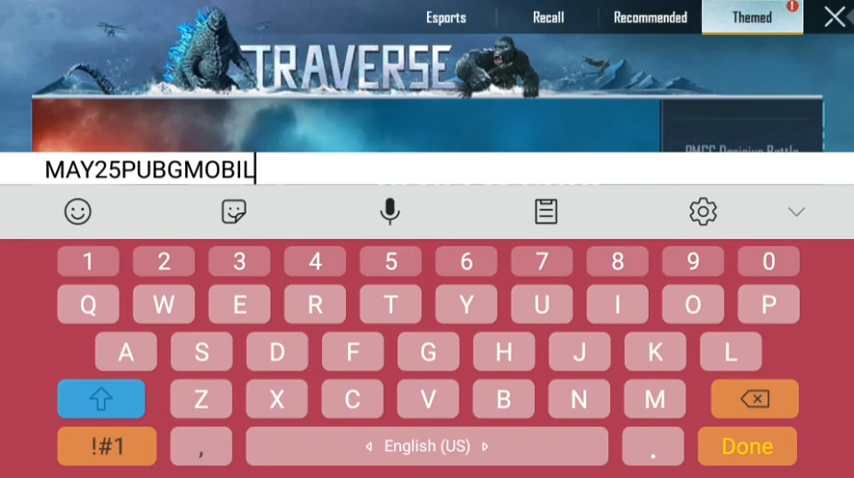 Esports Recall Recommended Themed !
TRAVERSE
MAY25PUBGMOBIL
1 2 3 4 5 6 7 8 9 0
Q W E R T Y U I O P
A S D F G H J K L
Z X C V B N M
!#1 , English (US) . Done